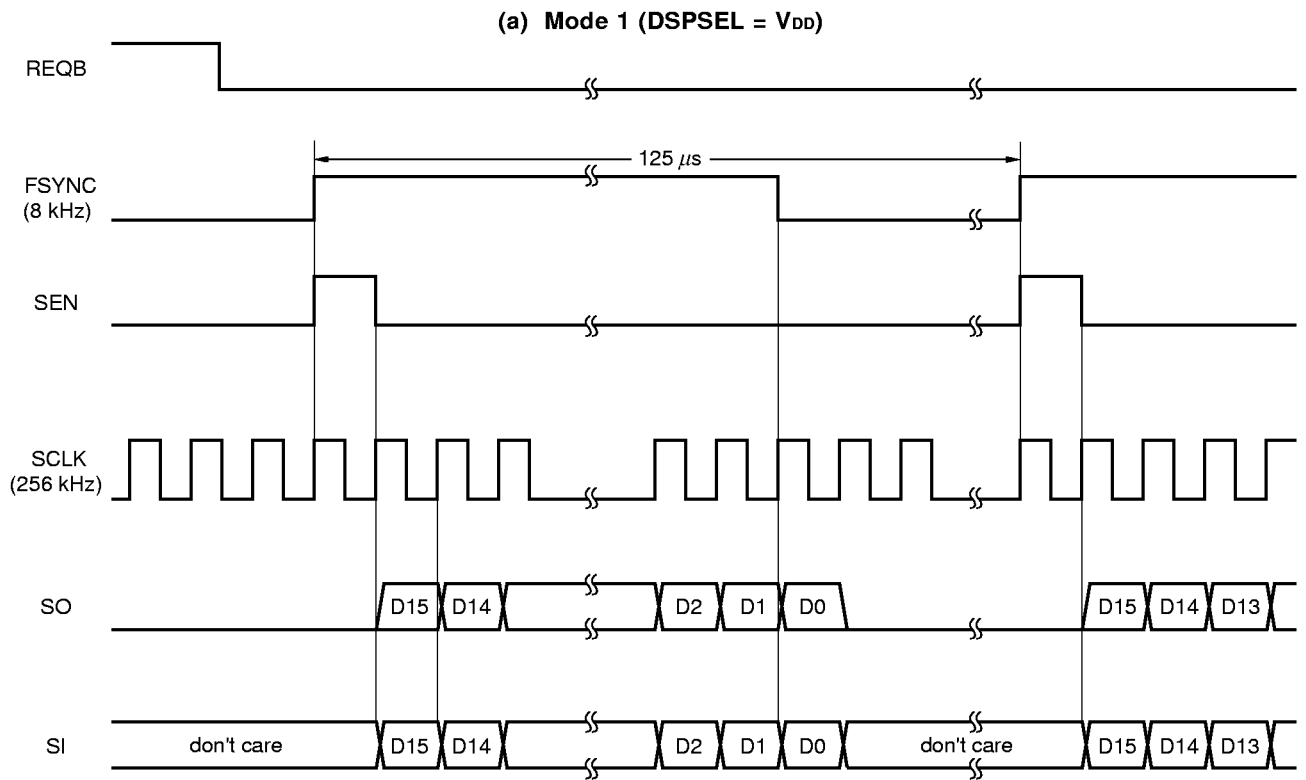 (a) Mode 1 (DSPSEL = VDD)
REQB
125 μs
FSYNC
(8 kHz)
SEN
SCLK
(256 kHz)
SO D15 D14 D2 D1 D0 D15 D14 D13
SI don't care D15 D14 D2 D1 D0 don't care D15 D14 D13